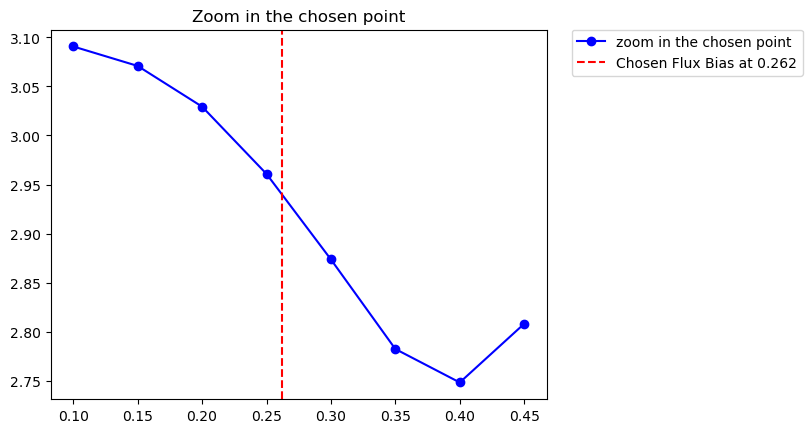 Zoom in the chosen point
zoom in the chosen point
Chosen Flux Bias at 0.262
3.10
3.05
3.00
2.95
2.90
2.85
2.80
2.75
0.10 0.15 0.20 0.25 0.30 0.35 0.40 0.45